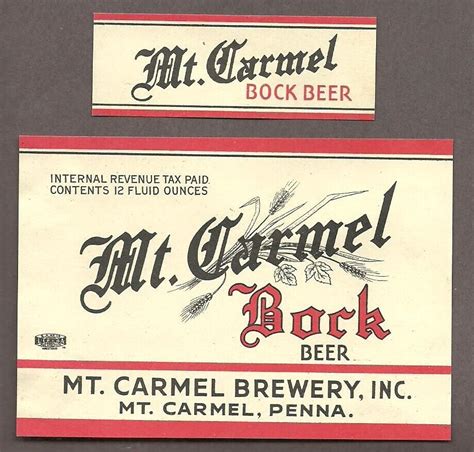 Mt. Carmel
BOCK BEER
INTERNAL REVENUE TAX PAID
CONTENTS 12 FLUID OUNCES
Mt. Carmel
Bock
BEER
MT. CARMEL BREWERY, INC.
MT. CARMEL, PENNA.